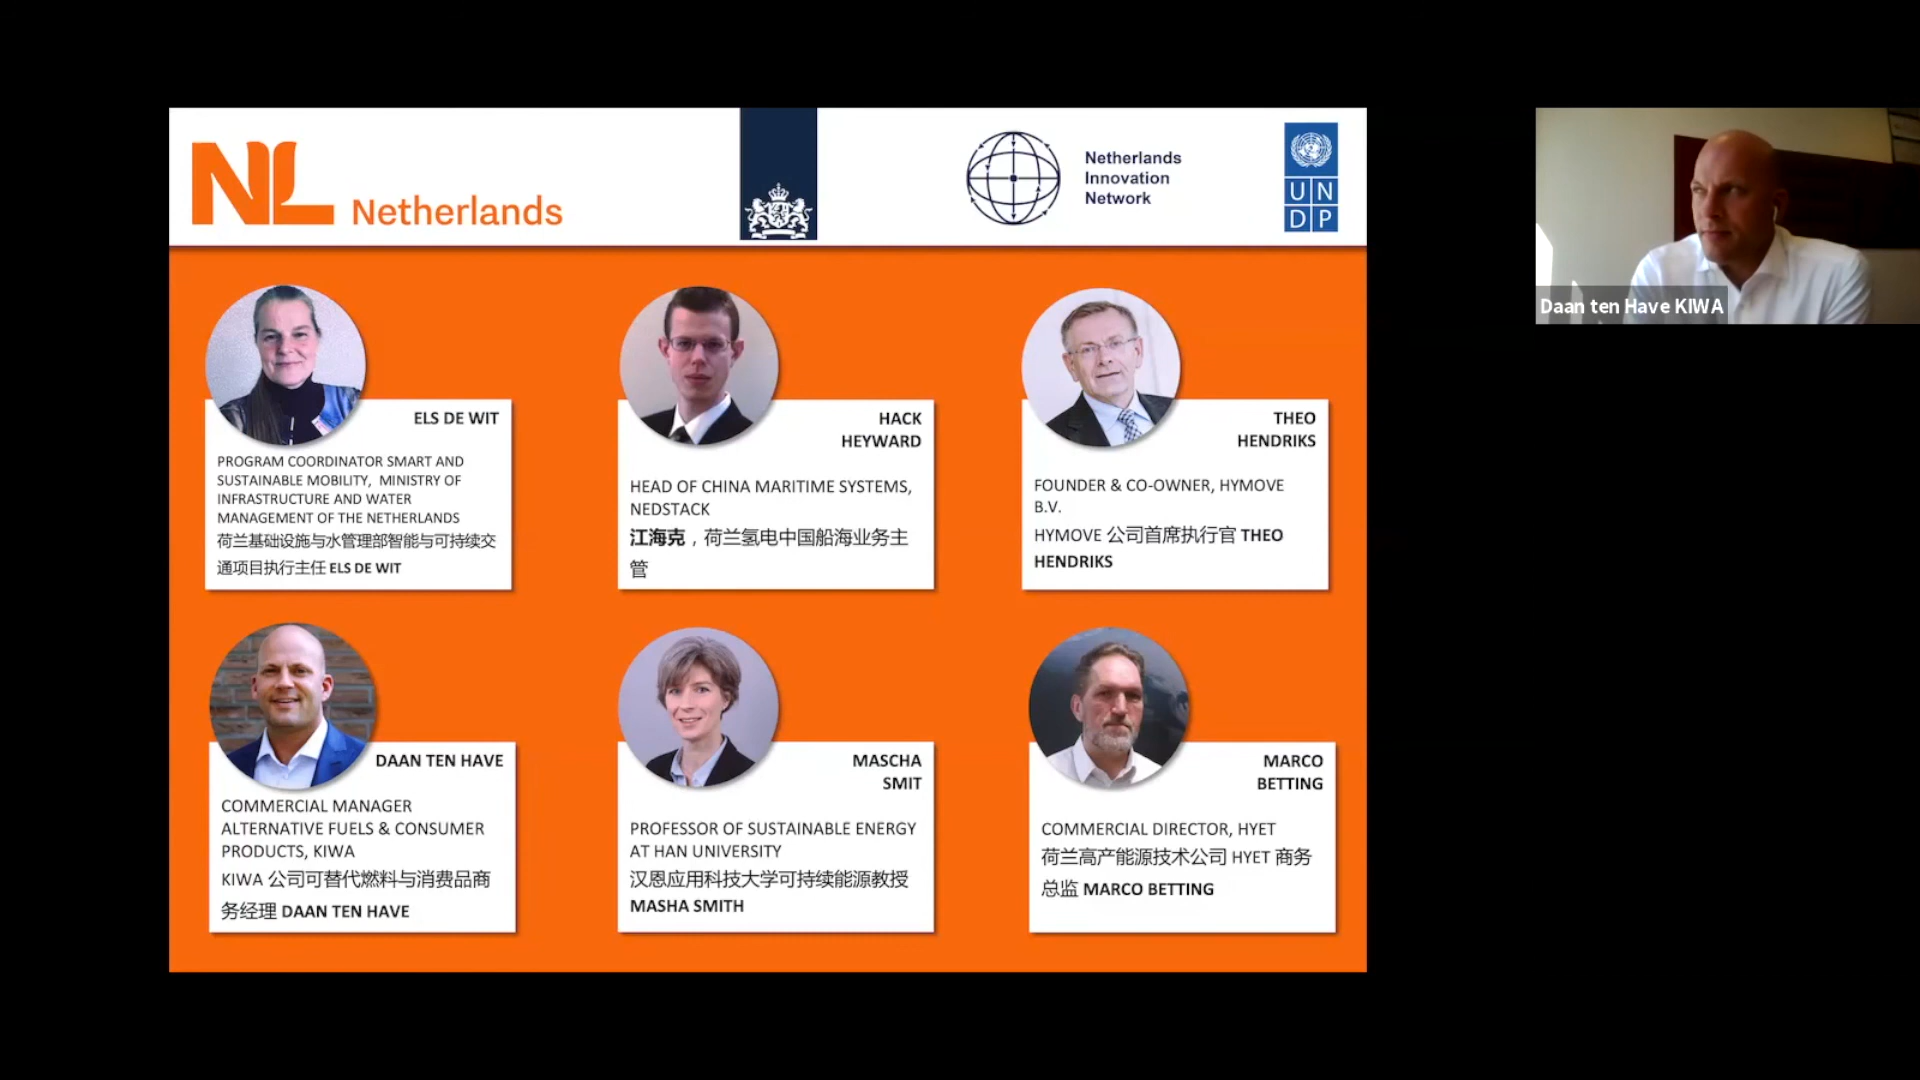 NL Netherlands
Netherlands
Innovation
Network
UN
DP
ELS DE WIT
PROGRAM COORDINATOR SMART AND
SUSTAINABLE MOBILITY, MINISTRY OF
INFRASTRUCTURE AND WATER
MANAGEMENT OF THE NETHERLANDS
荷兰基础设施与水管理部智能与可持续交
通项目执行主任 ELS DE WIT
HACK
HEYWARD
HEAD OF CHINA MARITIME SYSTEMS,
NEDSTACK
江海克，荷兰氢电中国船海业务主
管
THEO
HENDRIKS
FOUNDER & CO-OWNER, HYMOVE
B.V.
HYMOVE 公司首席执行官 THEO
HENDRIKS
DAAN TEN HAVE
COMMERCIAL MANAGER
ALTERNATIVE FUELS & CONSUMER
PRODUCTS, KIWA
KIWA 公司可替代燃料与消费品商
务经理 DAAN TEN HAVE
MASCHA
SMIT
PROFESSOR OF SUSTAINABLE ENERGY
AT HAN UNIVERSITY
汉恩应用科技大学可持续能源教授
MASHA SMITH
MARCO
BETTING
COMMERCIAL DIRECTOR, HYET
荷兰高产能源技术公司 HYET 商务
总监 MARCO BETTING
Daan ten Have KIWA